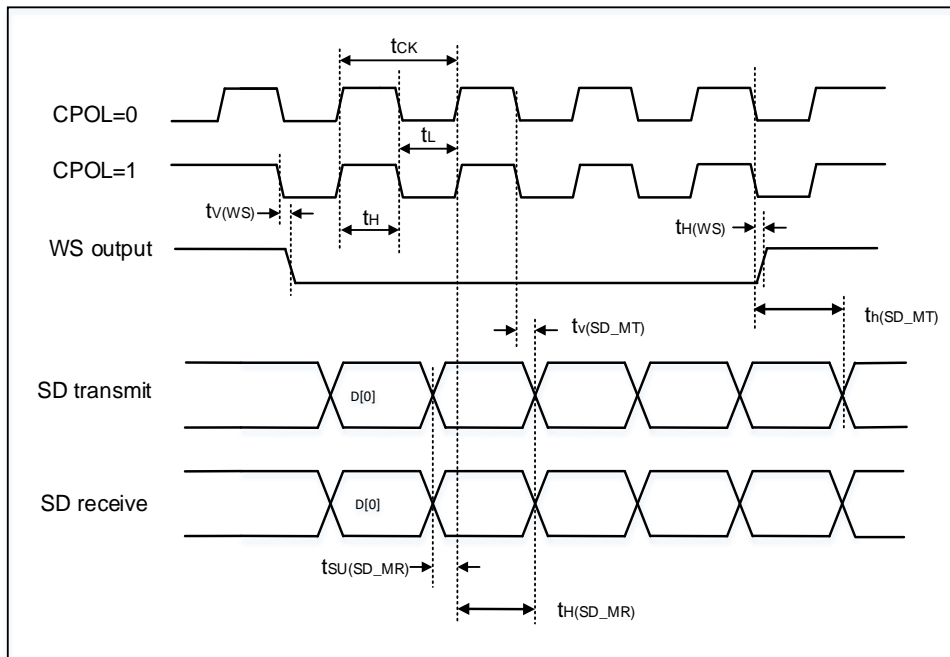 tCK
CPOL=0
tL
CPOL=1
tV(WS)
tH
tH(WS)
WS output
th(SD_MT)
tv(SD_MT)
SD transmit
D[0]
SD receive
D[0]
tSU(SD_MR)
tH(SD_MR)